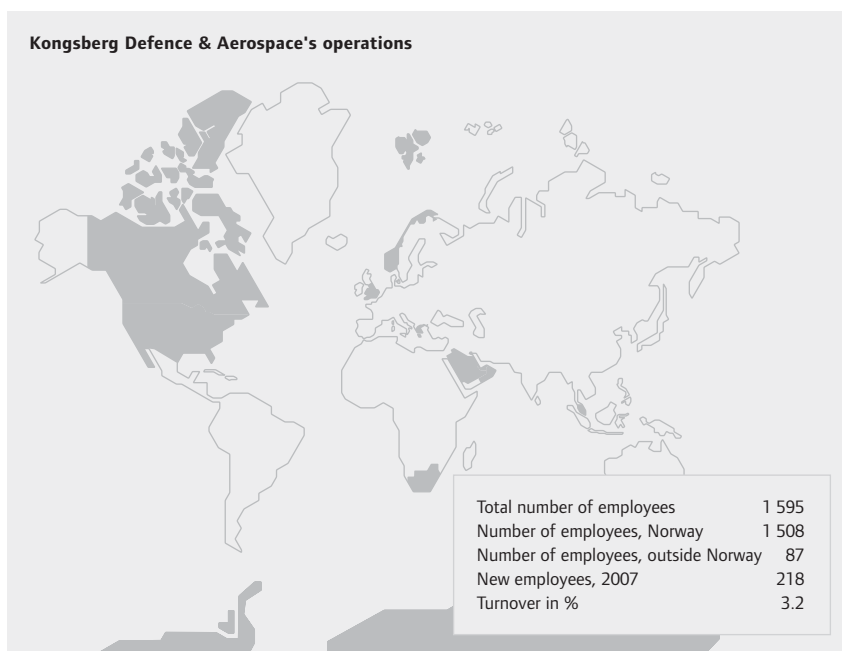 Kongsberg Defence & Aerospace's operations
Total number of employees 1 595
Number of employees, Norway 1 508
Number of employees, outside Norway 87
New employees, 2007 218
Turnover in % 3.2